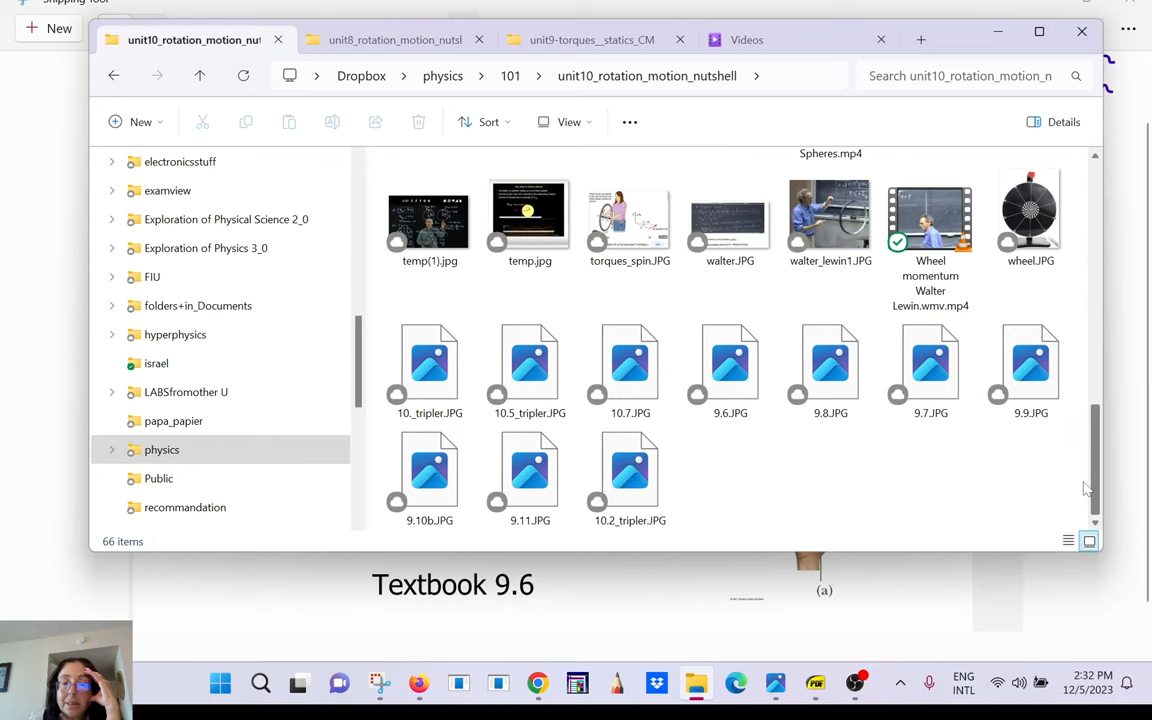 New
unit10_rotation_motion_nut
unit8_rotation_motion_nutsl
unit9-torques__statics_CM
Videos
Dropbox
physics
101
unit10_rotation_motion_nutshell
Search unit10_rotation_motion_n
New
Sort
View
Details
electronicsstuff
examview
Exploration of Physical Science 2_0
Exploration of Physics 3_0
FIU
folders+in_Documents
hyperphysics
israel
LABSfromother U
papa_papier
physics
Public
recommandation
Spheres.mp4
temp(1).jpg
temp.jpg
torques_spin.JPG
walter.JPG
walter_lewin1.JPG
Wheel
momentum
Walter
Lewin.wmv.mp4
wheel.JPG
10._tripler.JPG
10.5_tripler.JPG
10.7.JPG
9.6.JPG
9.8.JPG
9.7.JPG
9.9.JPG
9.10b.JPG
9.11.JPG
10.2_tripler.JPG
66 items
Textbook 9.6
(a)
ENG
INTL
2:32 PM
12/5/2023